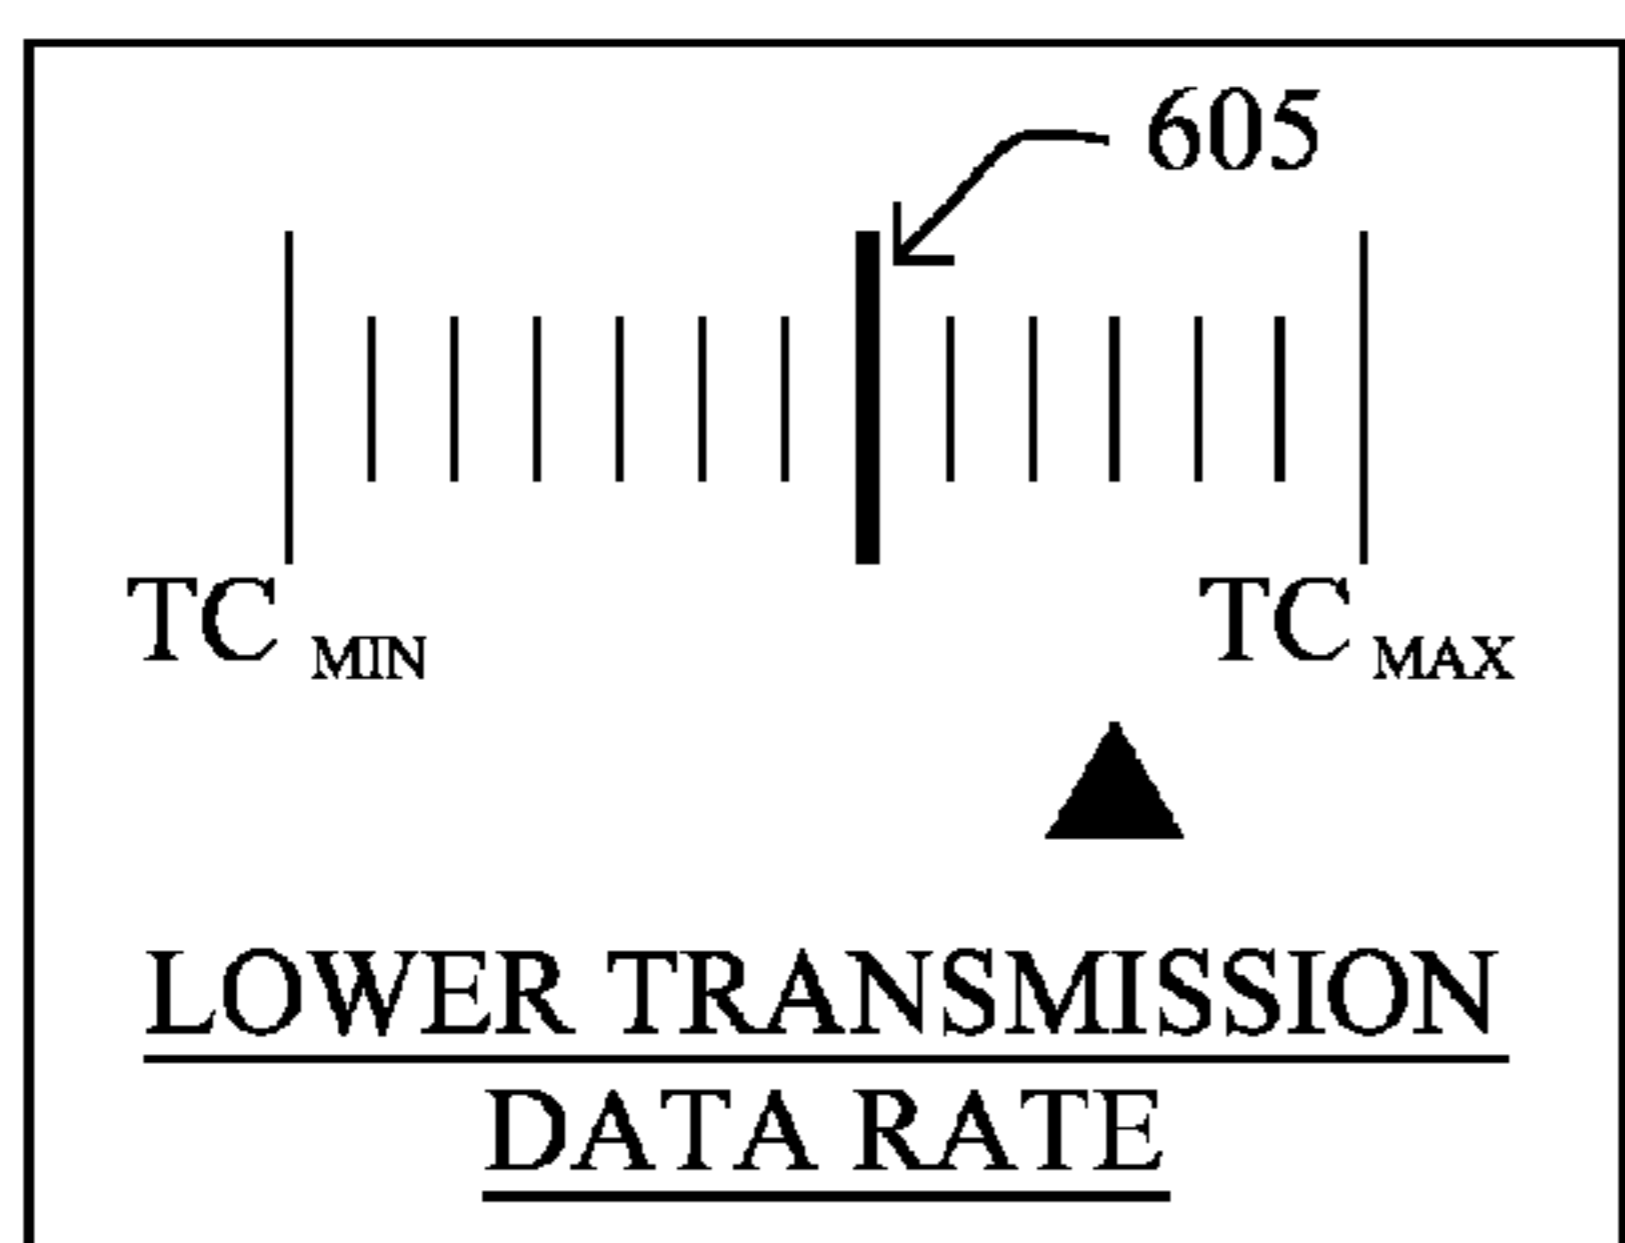 605
TC MIN TC MAX
LOWER TRANSMISSION
DATA RATE